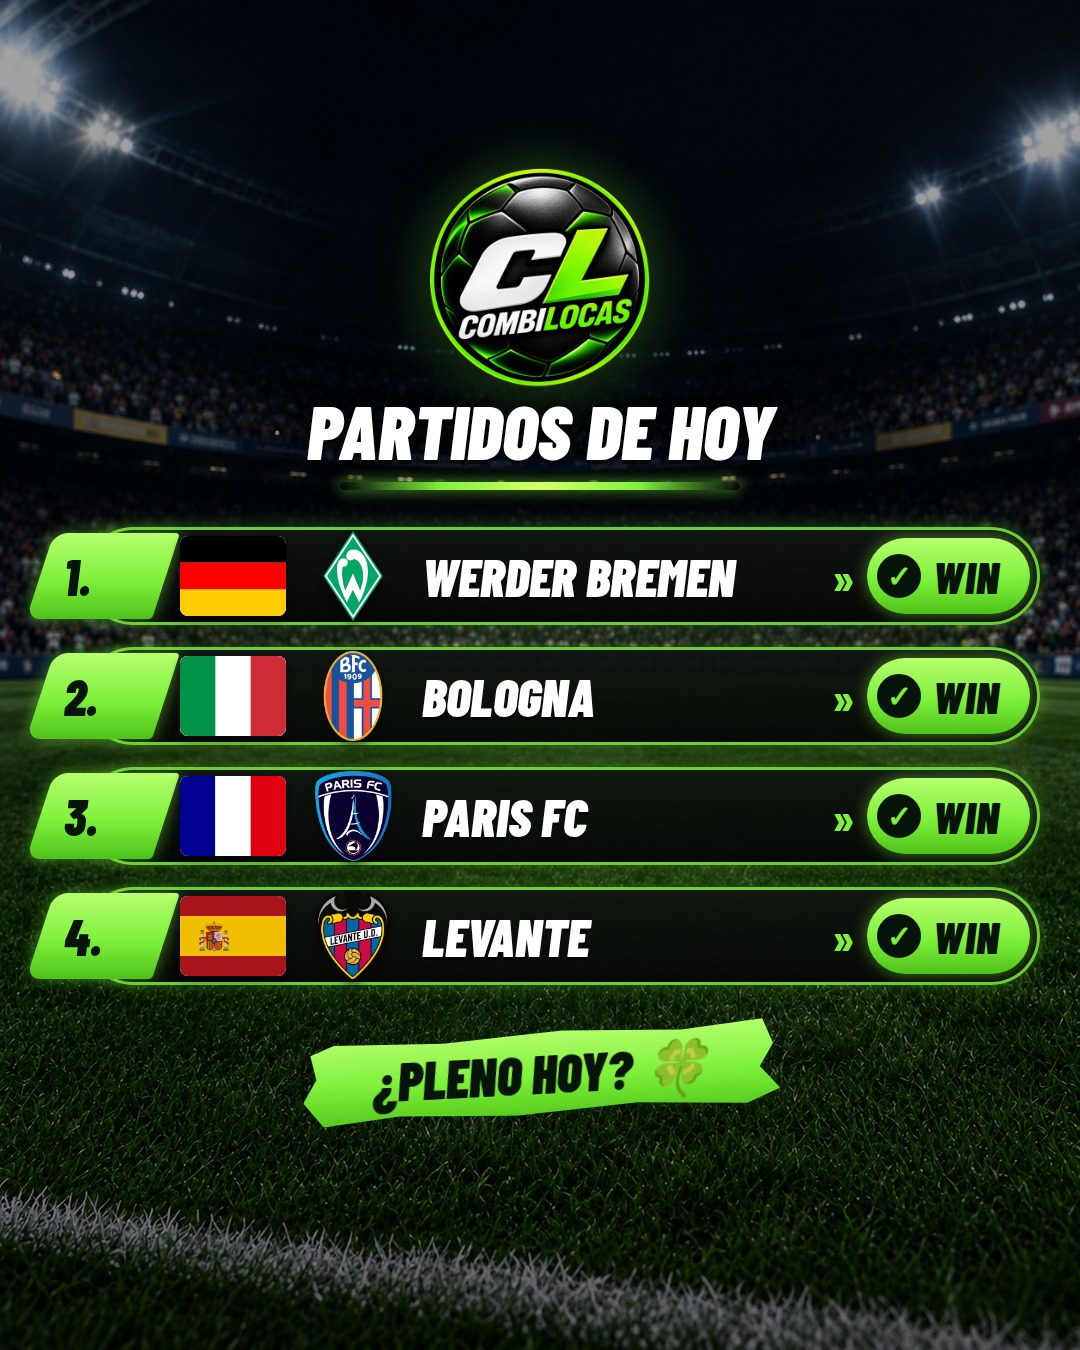 CL
COMBILOCAS
PARTIDOS DE HOY
1. WERDER BREMEN » ✓ WIN
2. BFC 1909 BOLOGNA » ✓ WIN
3. PARIS FC PARIS FC » ✓ WIN
4. LEVANTE U.D. LEVANTE » ✓ WIN
¿PLENO HOY? 🍀